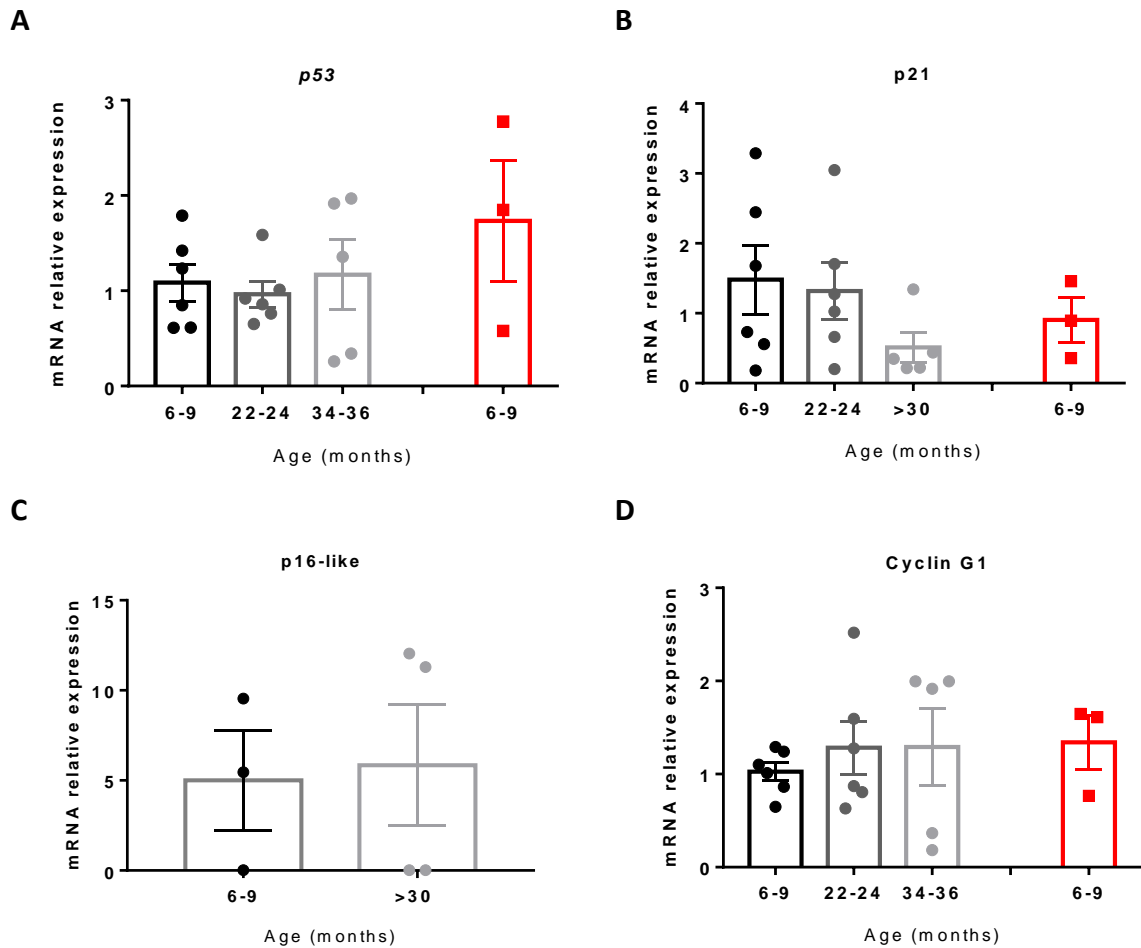 A
p53
mRNA relative expression
3
2
1
0
6-9 22-24 34-36 6-9
Age (months)
B
p21
mRNA relative expression
4
3
2
1
0
6-9 22-24 >30 6-9
Age (months)
C
p16-like
mRNA relative expression
15
10
5
0
6-9 >30
Age (months)
D
Cyclin G1
mRNA relative expression
3
2
1
0
6-9 22-24 34-36 6-9
Age (months)